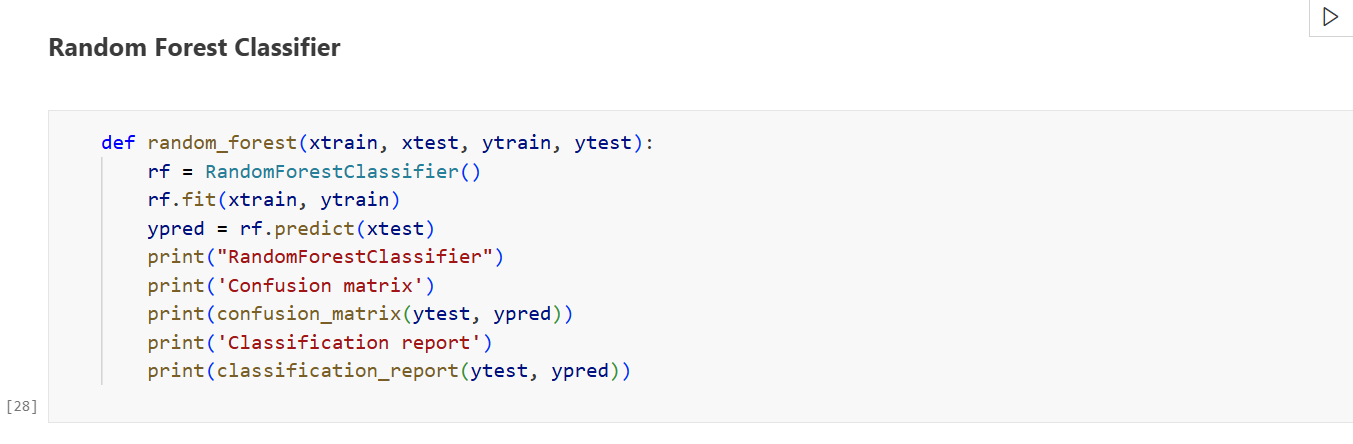 Random Forest Classifier
def random_forest(xtrain, xtest, ytrain, ytest):
rf = RandomForestClassifier()
rf.fit(xtrain, ytrain)
ypred = rf.predict(xtest)
print("RandomForestClassifier")
print('Confusion matrix')
print(confusion_matrix(ytest, ypred))
print('Classification report')
print(classification_report(ytest, ypred))
[28]